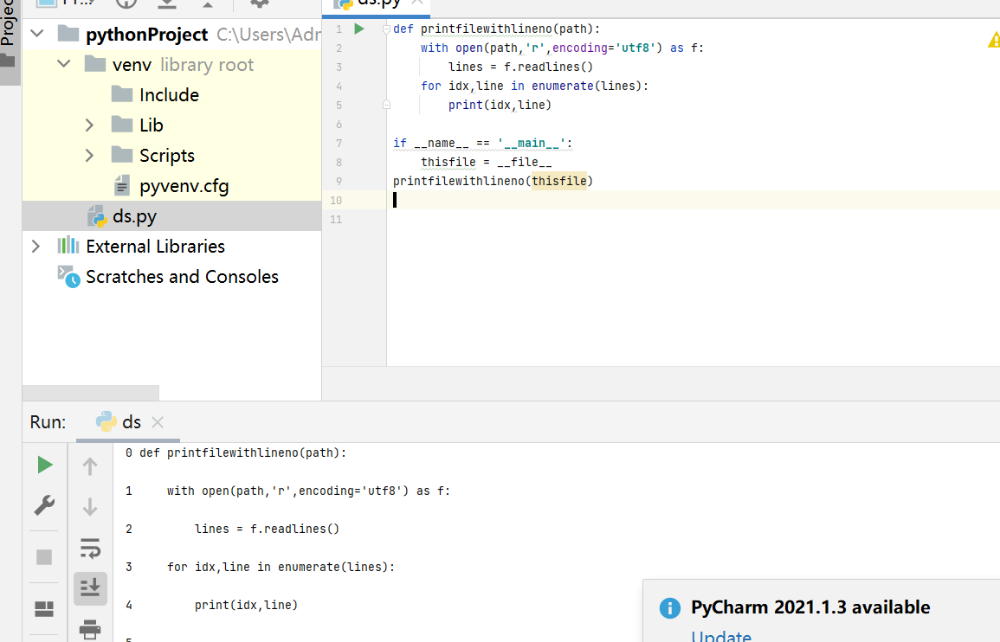 Projec
ds.py
pythonProject C:\Users\Adr
venv library root
Include
Lib
Scripts
pyvenv.cfg
ds.py
External Libraries
Scratches and Consoles
1 def printfilewithlineno(path):
2 with open(path,'r',encoding='utf8') as f:
3 lines = f.readlines()
4 for idx,line in enumerate(lines):
5 print(idx,line)
6
7 if __name__ == '__main__':
8 thisfile = __file__
9 printfilewithlineno(thisfile)
10
11
Run: ds
0 def printfilewithlineno(path):
1 with open(path,'r',encoding='utf8') as f:
2 lines = f.readlines()
3 for idx,line in enumerate(lines):
4 print(idx,line)
PyCharm 2021.1.3 available
Update